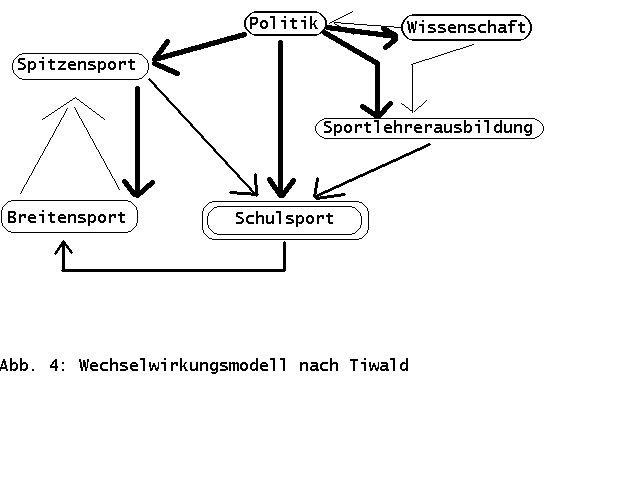 Politik
Wissenschaft
Spitzensport
Sportlehrerausbildung
Breitensport
Schulsport
Abb. 4: Wechselwirkungsmodell nach Tiwald